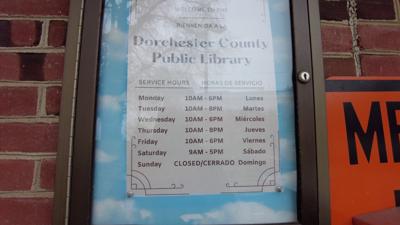 WELCOME TO THE
BIENVENIDA A LA
Dorchester County
Public Library
SERVICE HOURS HORAS DE SERVICIO
Monday 10AM - 6PM Lunes
Tuesday 10AM - 8PM Martes
Wednesday 10AM - 6PM Miércoles
Thursday 10AM - 8PM Jueves
Friday 10AM - 6PM Viernes
Saturday 9AM - 5PM Sábado
Sunday CLOSED/CERRADO Domingo